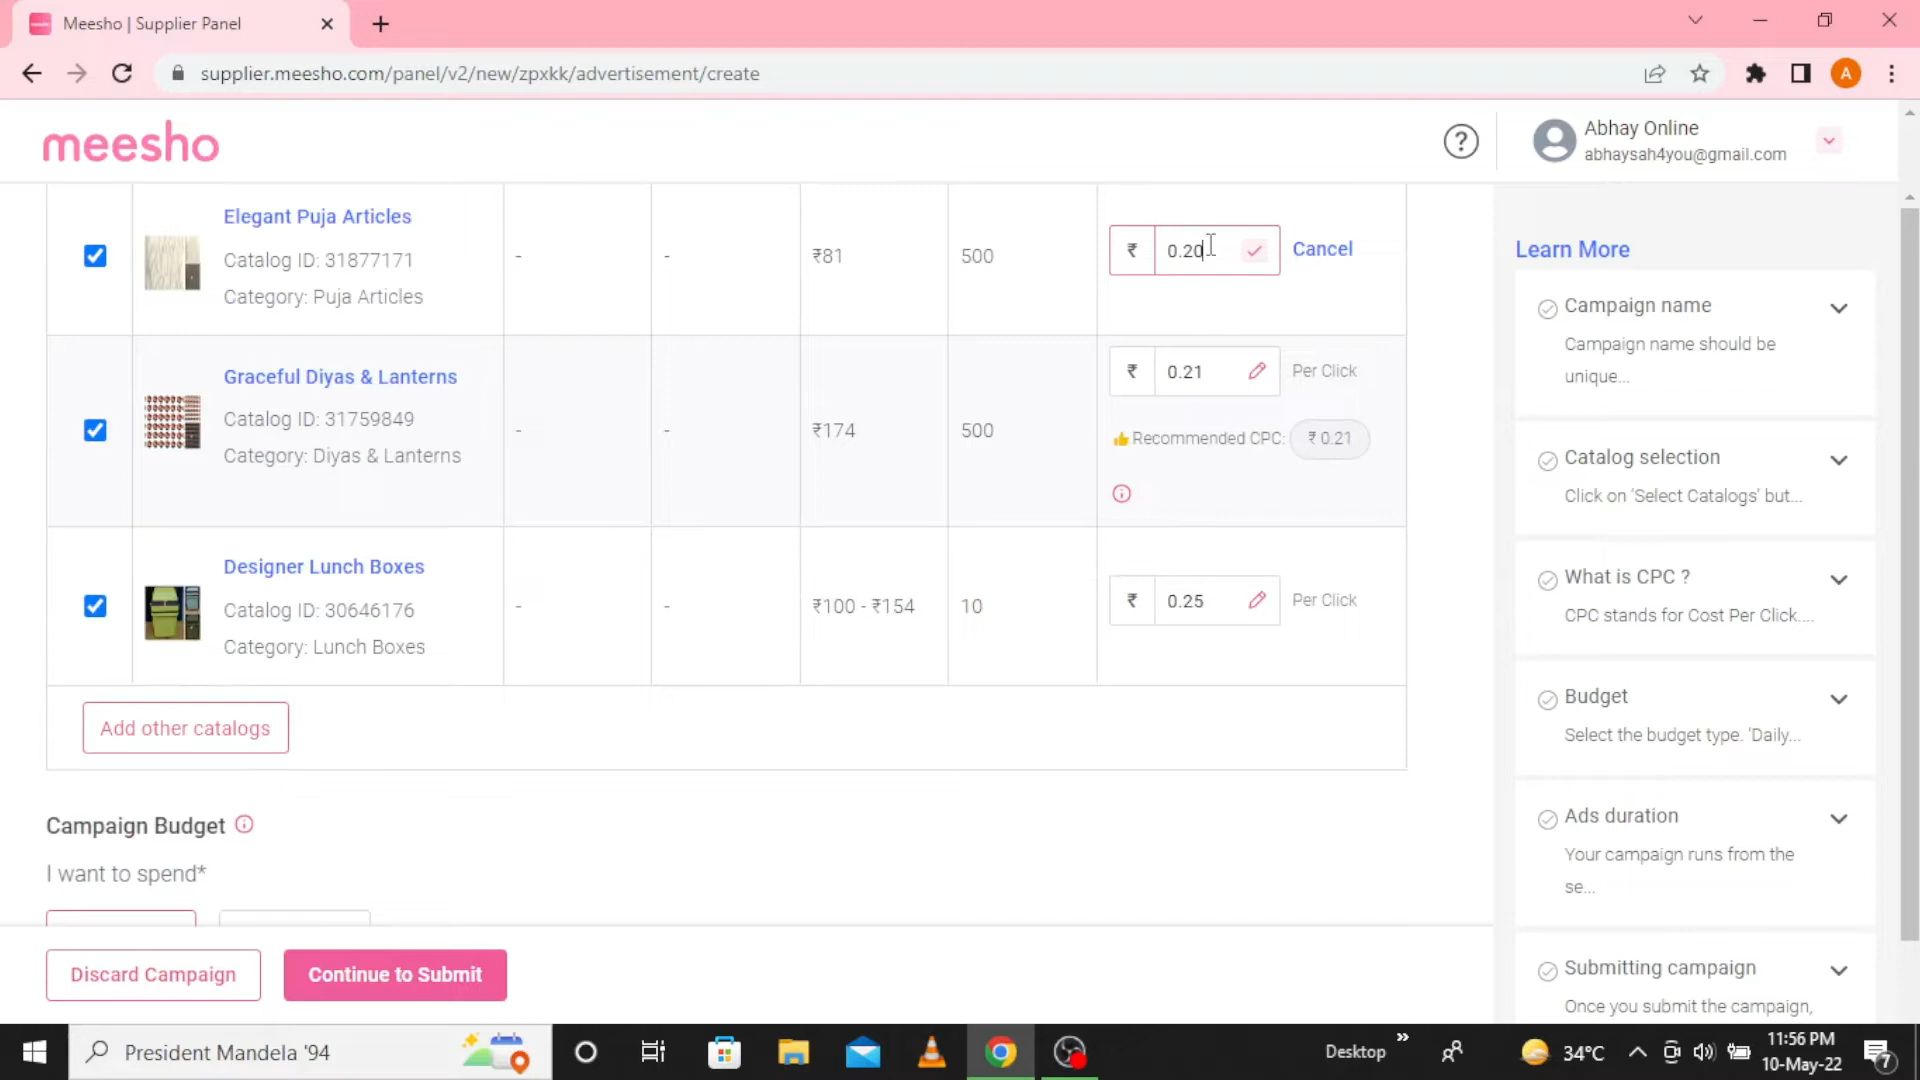 Meesho | Supplier Panel
supplier.meesho.com/panel/v2/new/zpxkk/advertisement/create
A
meesho
Abhay Online
abhaysah4you@gmail.com
Elegant Puja Articles
Catalog ID: 31877171
Category: Puja Articles
-
-
₹81
500
₹
0.20
Cancel
Graceful Diyas & Lanterns
Catalog ID: 31759849
Category: Diyas & Lanterns
-
-
₹174
500
₹
0.21
Per Click
Recommended CPC:
₹ 0.21
Designer Lunch Boxes
Catalog ID: 30646176
Category: Lunch Boxes
-
-
₹100 - ₹154
10
₹
0.25
Per Click
Add other catalogs
Campaign Budget
I want to spend*
Discard Campaign
Continue to Submit
Learn More
Campaign name
Campaign name should be
unique...
Catalog selection
Click on ‘Select Catalogs’ but...
What is CPC ?
CPC stands for Cost Per Click....
Budget
Select the budget type. 'Daily...
Ads duration
Your campaign runs from the
se...
Submitting campaign
Once you submit the campaign,
President Mandela '94
Desktop
34°C
11:56 PM
10-May-22
7